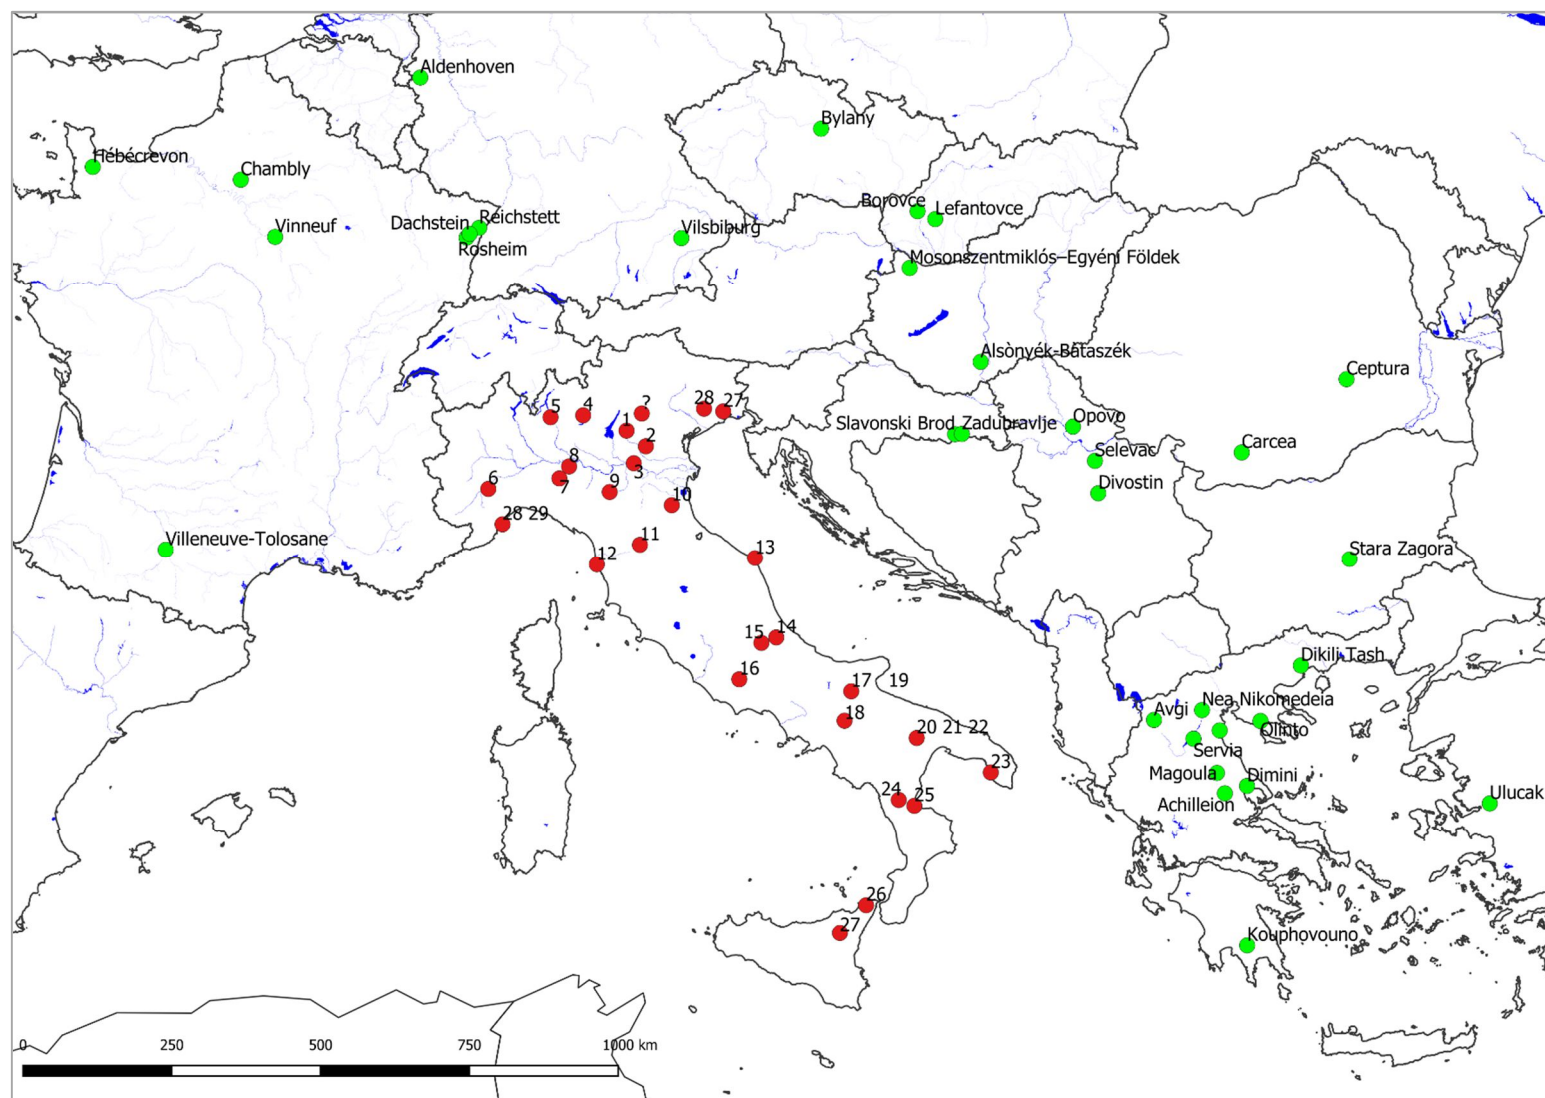 Aldenhoven
Bylany
Hébécrevon
Chambly
Borovce
Lefantovce
Dachstein
Reichstett
Vinneuf
Rosheim
Vilsbiburg
Mosonszentmiklós–Egyéni Földek
Alsònyék-Bátaszék
Ceptura
5
4
?
28
27
1
2
Slavonski Brod
Zadubravlje
Opovo
Carcea
Selevac
8
3
7
6
9
Divostin
10
28 29
Villeneuve-Tolosane
11
12
13
Stara Zagora
15
14
Dikili Tash
16
17
19
Avgi
Nea Nikomedeia
18
20 21 22
Olinto
Servia
23
Magoula
Dimini
24
25
Achilleion
Ulucak
26
27
Kouphovouno
0
250
500
750
1000 km